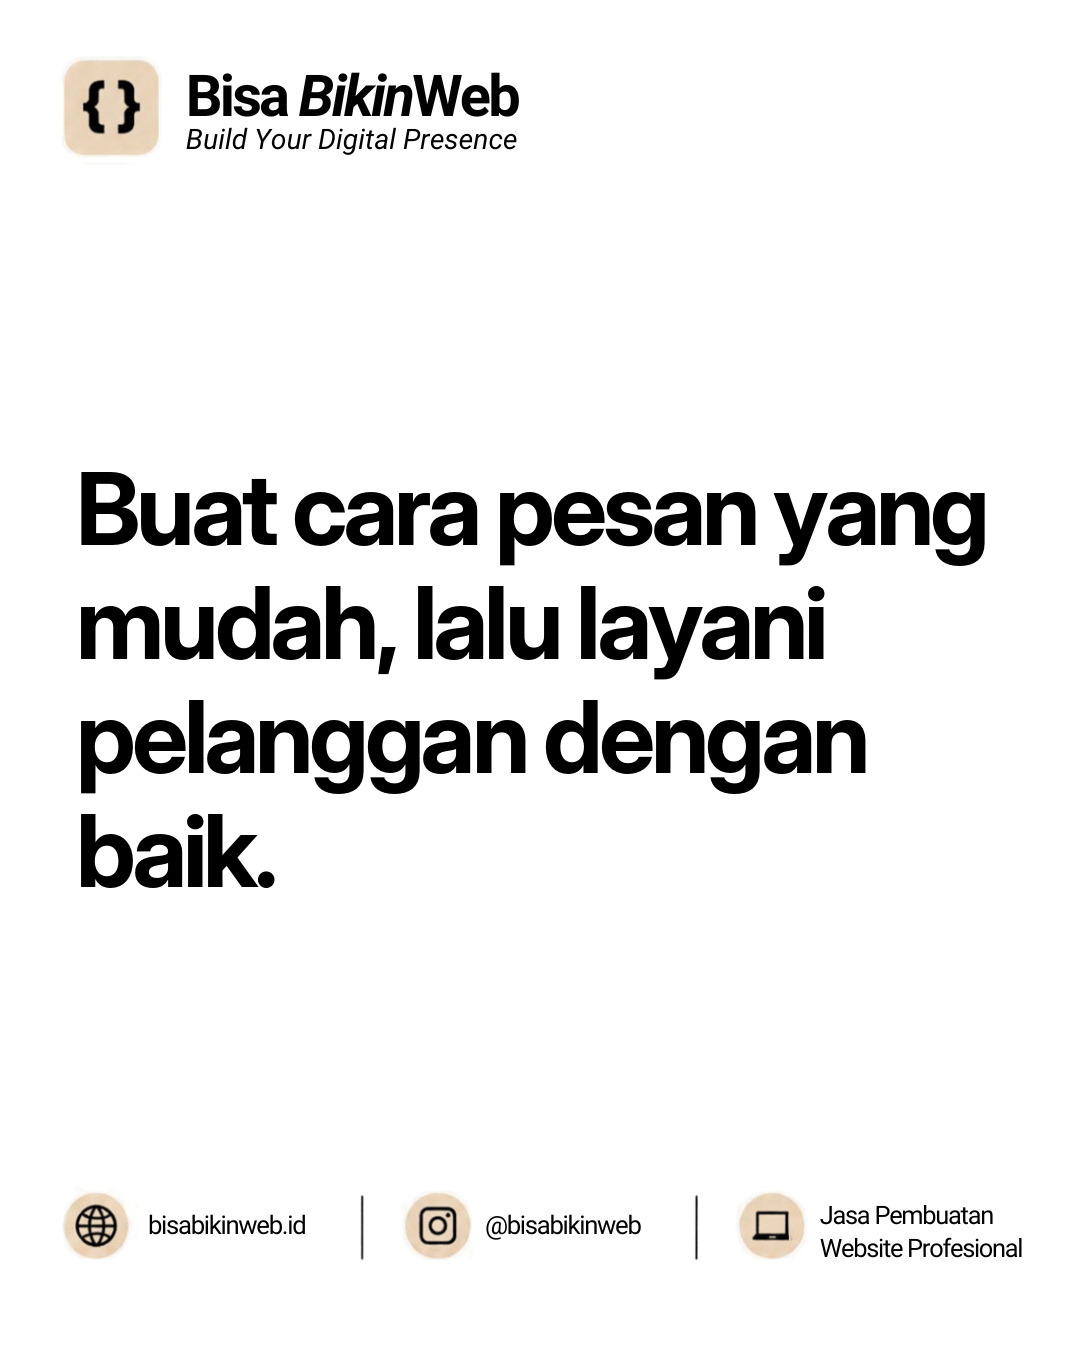 { }
Bisa BikinWeb
Build Your Digital Presence
Buat cara pesan yang
mudah, lalu layani
pelanggan dengan
baik.
bisabikinweb.id
@bisabikinweb
Jasa Pembuatan
Website Profesional